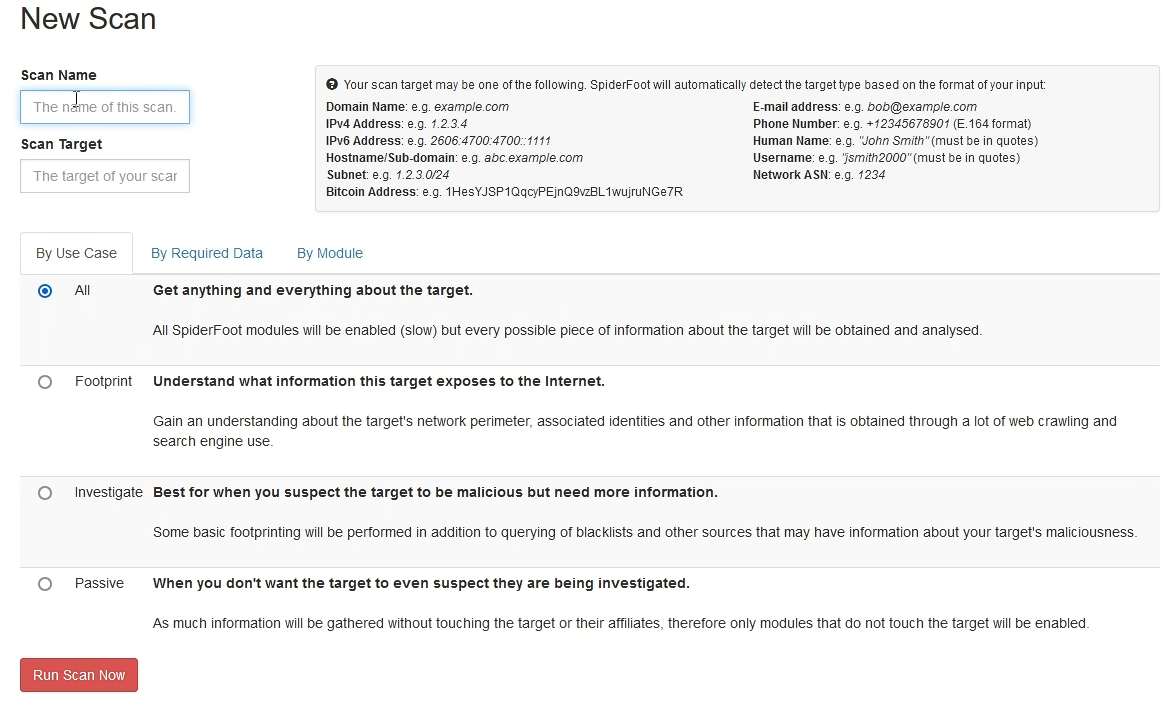 New Scan
Scan Name
The name of this scan.
Scan Target
The target of your scar
Your scan target may be one of the following. SpiderFoot will automatically detect the target type based on the format of your input:
Domain Name: e.g. example.com
IPv4 Address: e.g. 1.2.3.4
IPv6 Address: e.g. 2606:4700:4700::1111
Hostname/Sub-domain: e.g. abc.example.com
Subnet: e.g. 1.2.3.0/24
Bitcoin Address: e.g. 1HesYJSP1QqcyPEjnQ9vzBL1wujruNGe7R
E-mail address: e.g. bob@example.com
Phone Number: e.g. +12345678901 (E.164 format)
Human Name: e.g. "John Smith" (must be in quotes)
Username: e.g. "jsmith2000" (must be in quotes)
Network ASN: e.g. 1234
By Use Case
By Required Data
By Module
All
Get anything and everything about the target.
All SpiderFoot modules will be enabled (slow) but every possible piece of information about the target will be obtained and analysed.
Footprint
Understand what information this target exposes to the Internet.
Gain an understanding about the target's network perimeter, associated identities and other information that is obtained through a lot of web crawling and
search engine use.
Investigate
Best for when you suspect the target to be malicious but need more information.
Some basic footprinting will be performed in addition to querying of blacklists and other sources that may have information about your target's maliciousness.
Passive
When you don't want the target to even suspect they are being investigated.
As much information will be gathered without touching the target or their affiliates, therefore only modules that do not touch the target will be enabled.
Run Scan Now